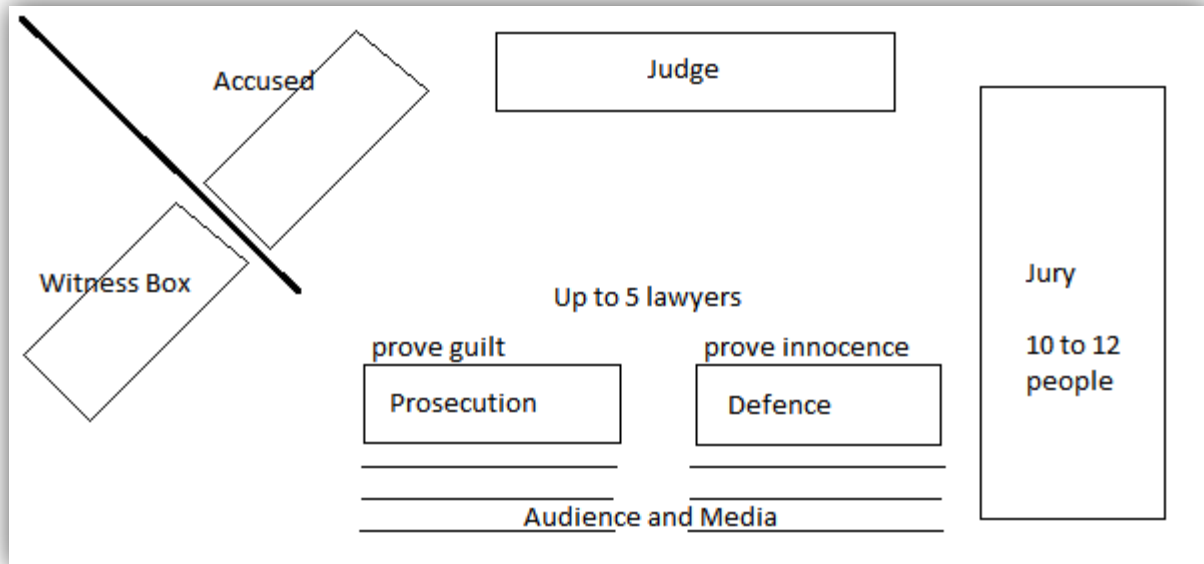 Accused
Judge
Witness Box
Jury
10 to 12
people
Up to 5 lawyers
prove guilt
prove innocence
Prosecution
Defence
Audience and Media